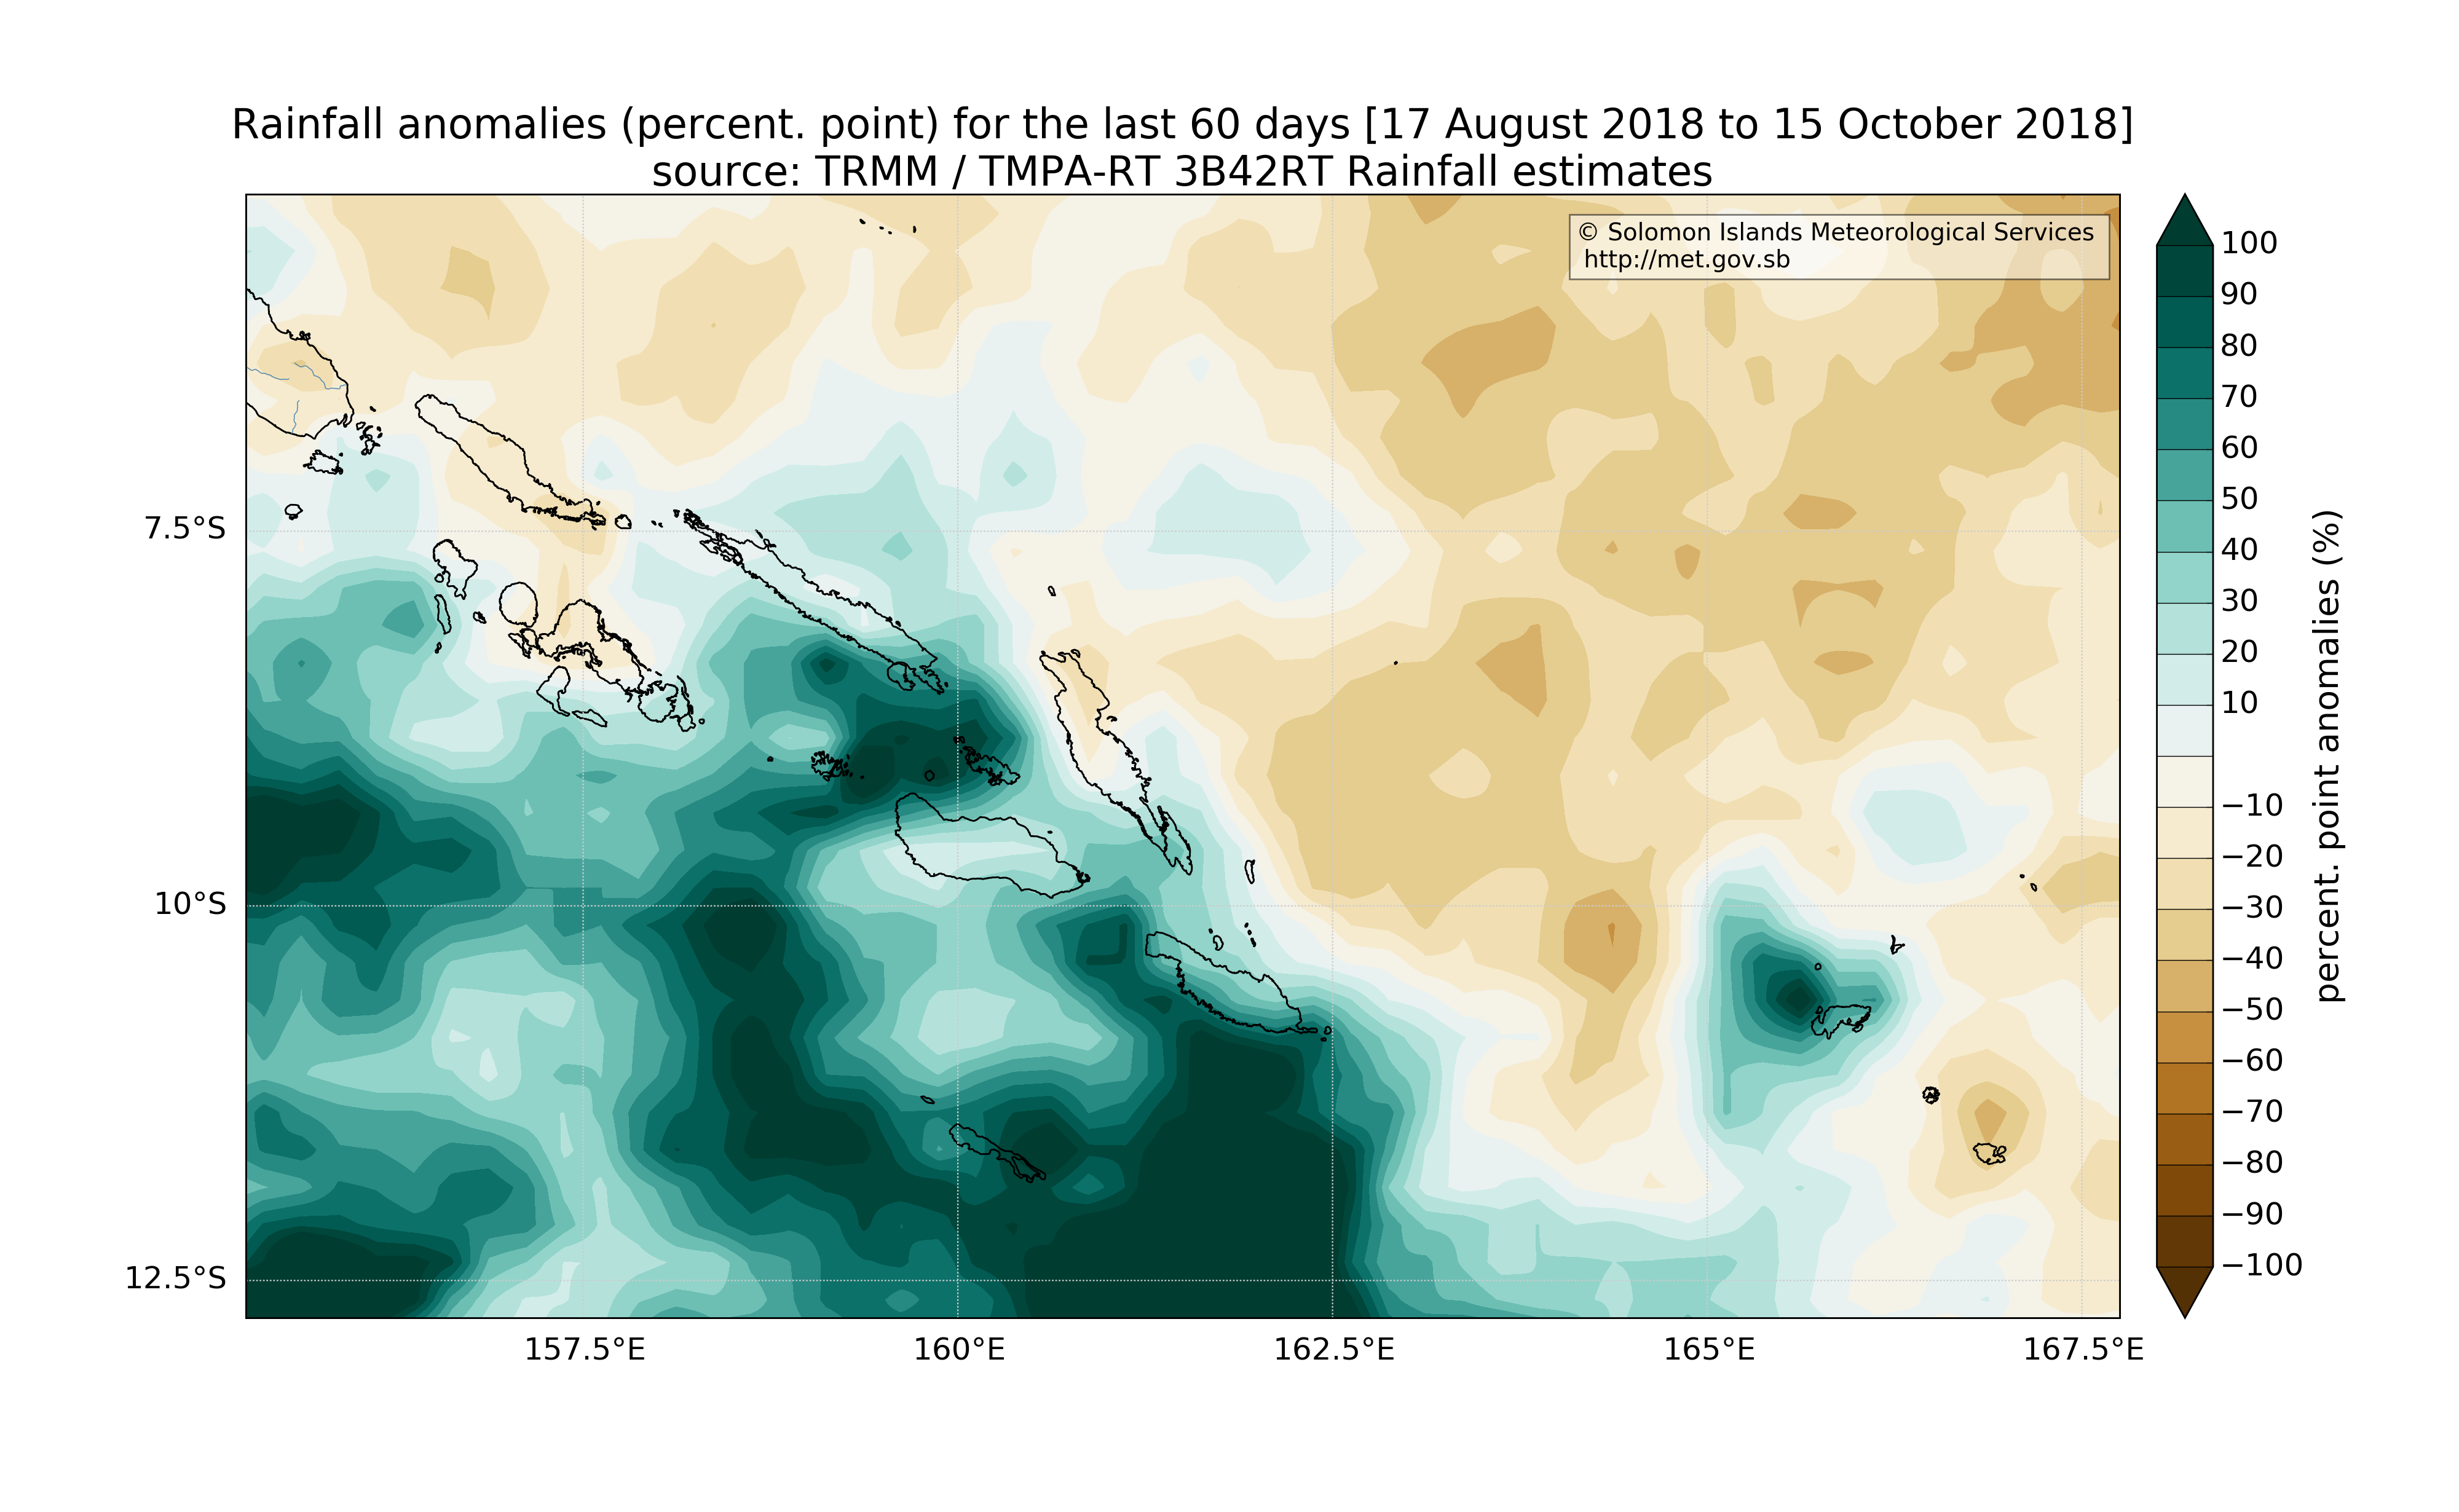 Rainfall anomalies (percent. point) for the last 60 days [17 August 2018 to 15 October 2018]
source: TRMM / TMPA-RT 3B42RT Rainfall estimates
© Solomon Islands Meteorological Services
http://met.gov.sb
7.5°S
10°S
12.5°S
157.5°E
160°E
162.5°E
165°E
167.5°E
100
90
80
70
60
50
40
30
20
10
−10
−20
−30
−40
−50
−60
−70
−80
−90
−100
percent. point anomalies (%)